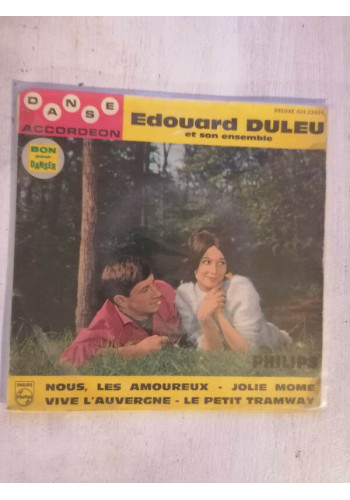 DANSE
ACCORDEON
Edouard DULEU
et son ensemble
BON
pour
DANSER
PHILIPS
NOUS, LES AMOUREUX - JOLIE MOME
VIVE L'AUVERGNE - LE PETIT TRAMWAY
PHILIPS